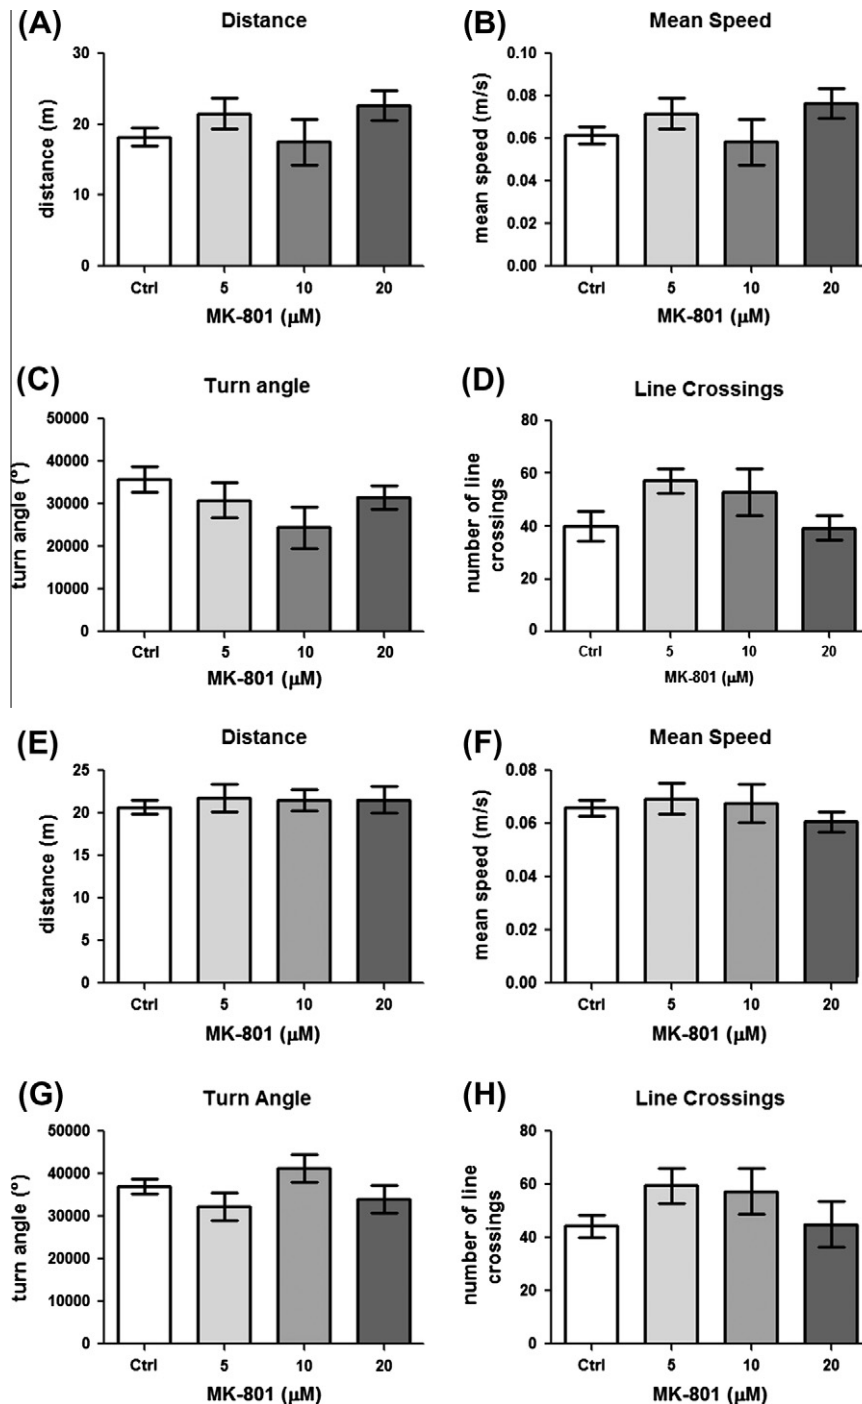 (A) Distance
30
20
10
0
distance (m)
Ctrl 5 10 20
MK-801 (μM)
(B) Mean Speed
0.10
0.08
0.06
0.04
0.02
0.00
mean speed (m/s)
Ctrl 5 10 20
MK-801 (μM)
(C) Turn angle
50000
40000
30000
20000
10000
0
turn angle (º)
Ctrl 5 10 20
MK-801 (μM)
(D) Line Crossings
80
60
40
20
0
number of line
crossings
Ctrl 5 10 20
MK-801 (μM)
(E) Distance
25
20
15
10
5
0
distance (m)
Ctrl 5 10 20
MK-801 (μM)
(F) Mean Speed
0.08
0.06
0.04
0.02
0.00
mean speed (m/s)
Ctrl 5 10 20
MK-801 (μM)
(G) Turn Angle
50000
40000
30000
20000
10000
0
turn angle (º)
Ctrl 5 10 20
MK-801 (μM)
(H) Line Crossings
80
60
40
20
0
number of line
crossings
Ctrl 5 10 20
MK-801 (μM)